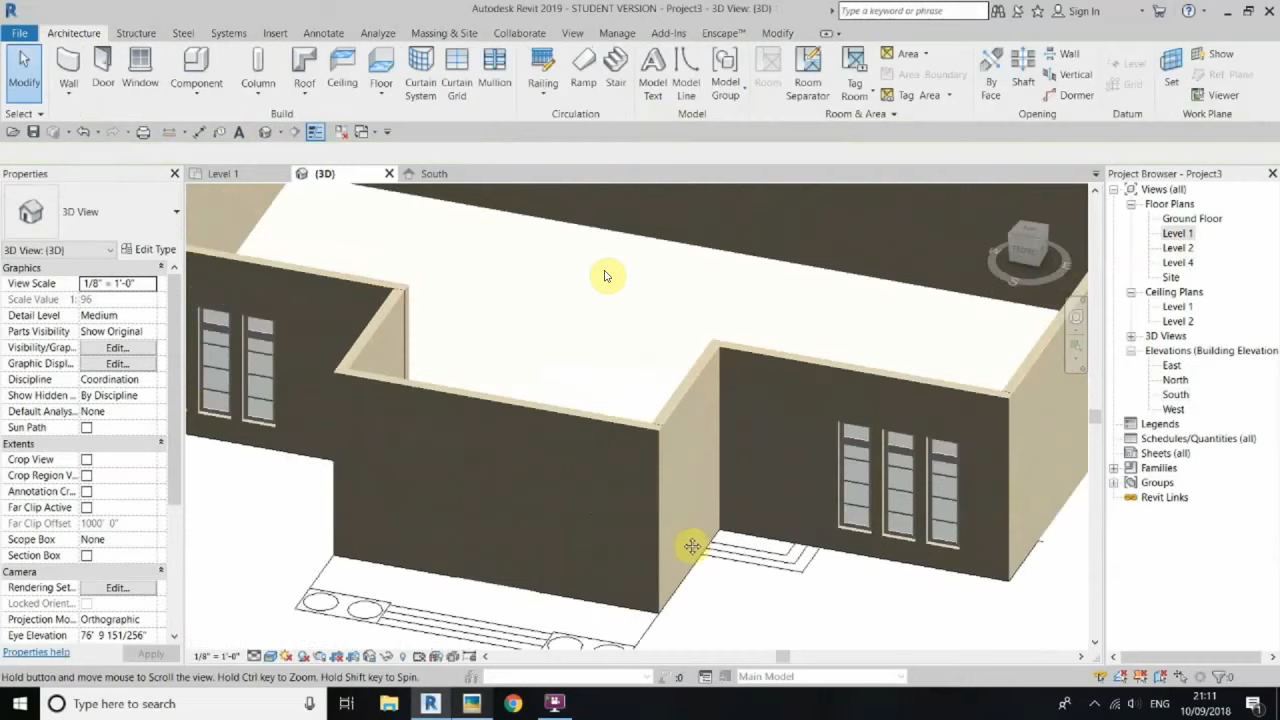 Autodesk Revit 2019 - STUDENT VERSION - Project3 - 3D View: {3D}
Type a keyword or phrase
Sign In
File Architecture Structure Steel Systems Insert Annotate Analyze Massing & Site Collaborate View Manage Add-Ins Enscape™ Modify
Modify Wall Door Window Component Column Roof Ceiling Floor Curtain System Curtain Grid Mullion Railing Ramp Stair Model Text Model Line Model Group Room Room Separator Tag Room Area Area Boundary Tag Area By Face Shaft Wall Vertical Dormer Level Grid Set Show Ref Plane Viewer
Select Build Circulation Model Room & Area Opening Datum Work Plane
Properties
Level 1 {3D} South
Project Browser - Project3
3D View
3D View: {3D} Edit Type
Graphics
View Scale 1/8" = 1'-0"
Scale Value 1: 96
Detail Level Medium
Parts Visibility Show Original
Visibility/Grap... Edit...
Graphic Displ... Edit...
Discipline Coordination
Show Hidden ... By Discipline
Default Analys... None
Sun Path
Extents
Crop View
Crop Region V...
Annotation Cr...
Far Clip Active
Far Clip Offset 1000' 0"
Scope Box None
Section Box
Camera
Rendering Set... Edit...
Locked Orient...
Projection Mo... Orthographic
Eye Elevation 76' 9 151/256"
Properties help Apply
Views (all)
Floor Plans
Ground Floor
Level 1
Level 2
Level 4
Site
Ceiling Plans
Level 1
Level 2
3D Views
Elevations (Building Elevation
East
North
South
West
Legends
Schedules/Quantities (all)
Sheets (all)
Families
Groups
Revit Links
1/8" = 1'-0"
Hold button and move mouse to Scroll the view. Hold Ctrl key to Zoom. Hold Shift key to Spin.
:0
Main Model
:0
Type here to search
ENG
21:11
10/09/2018